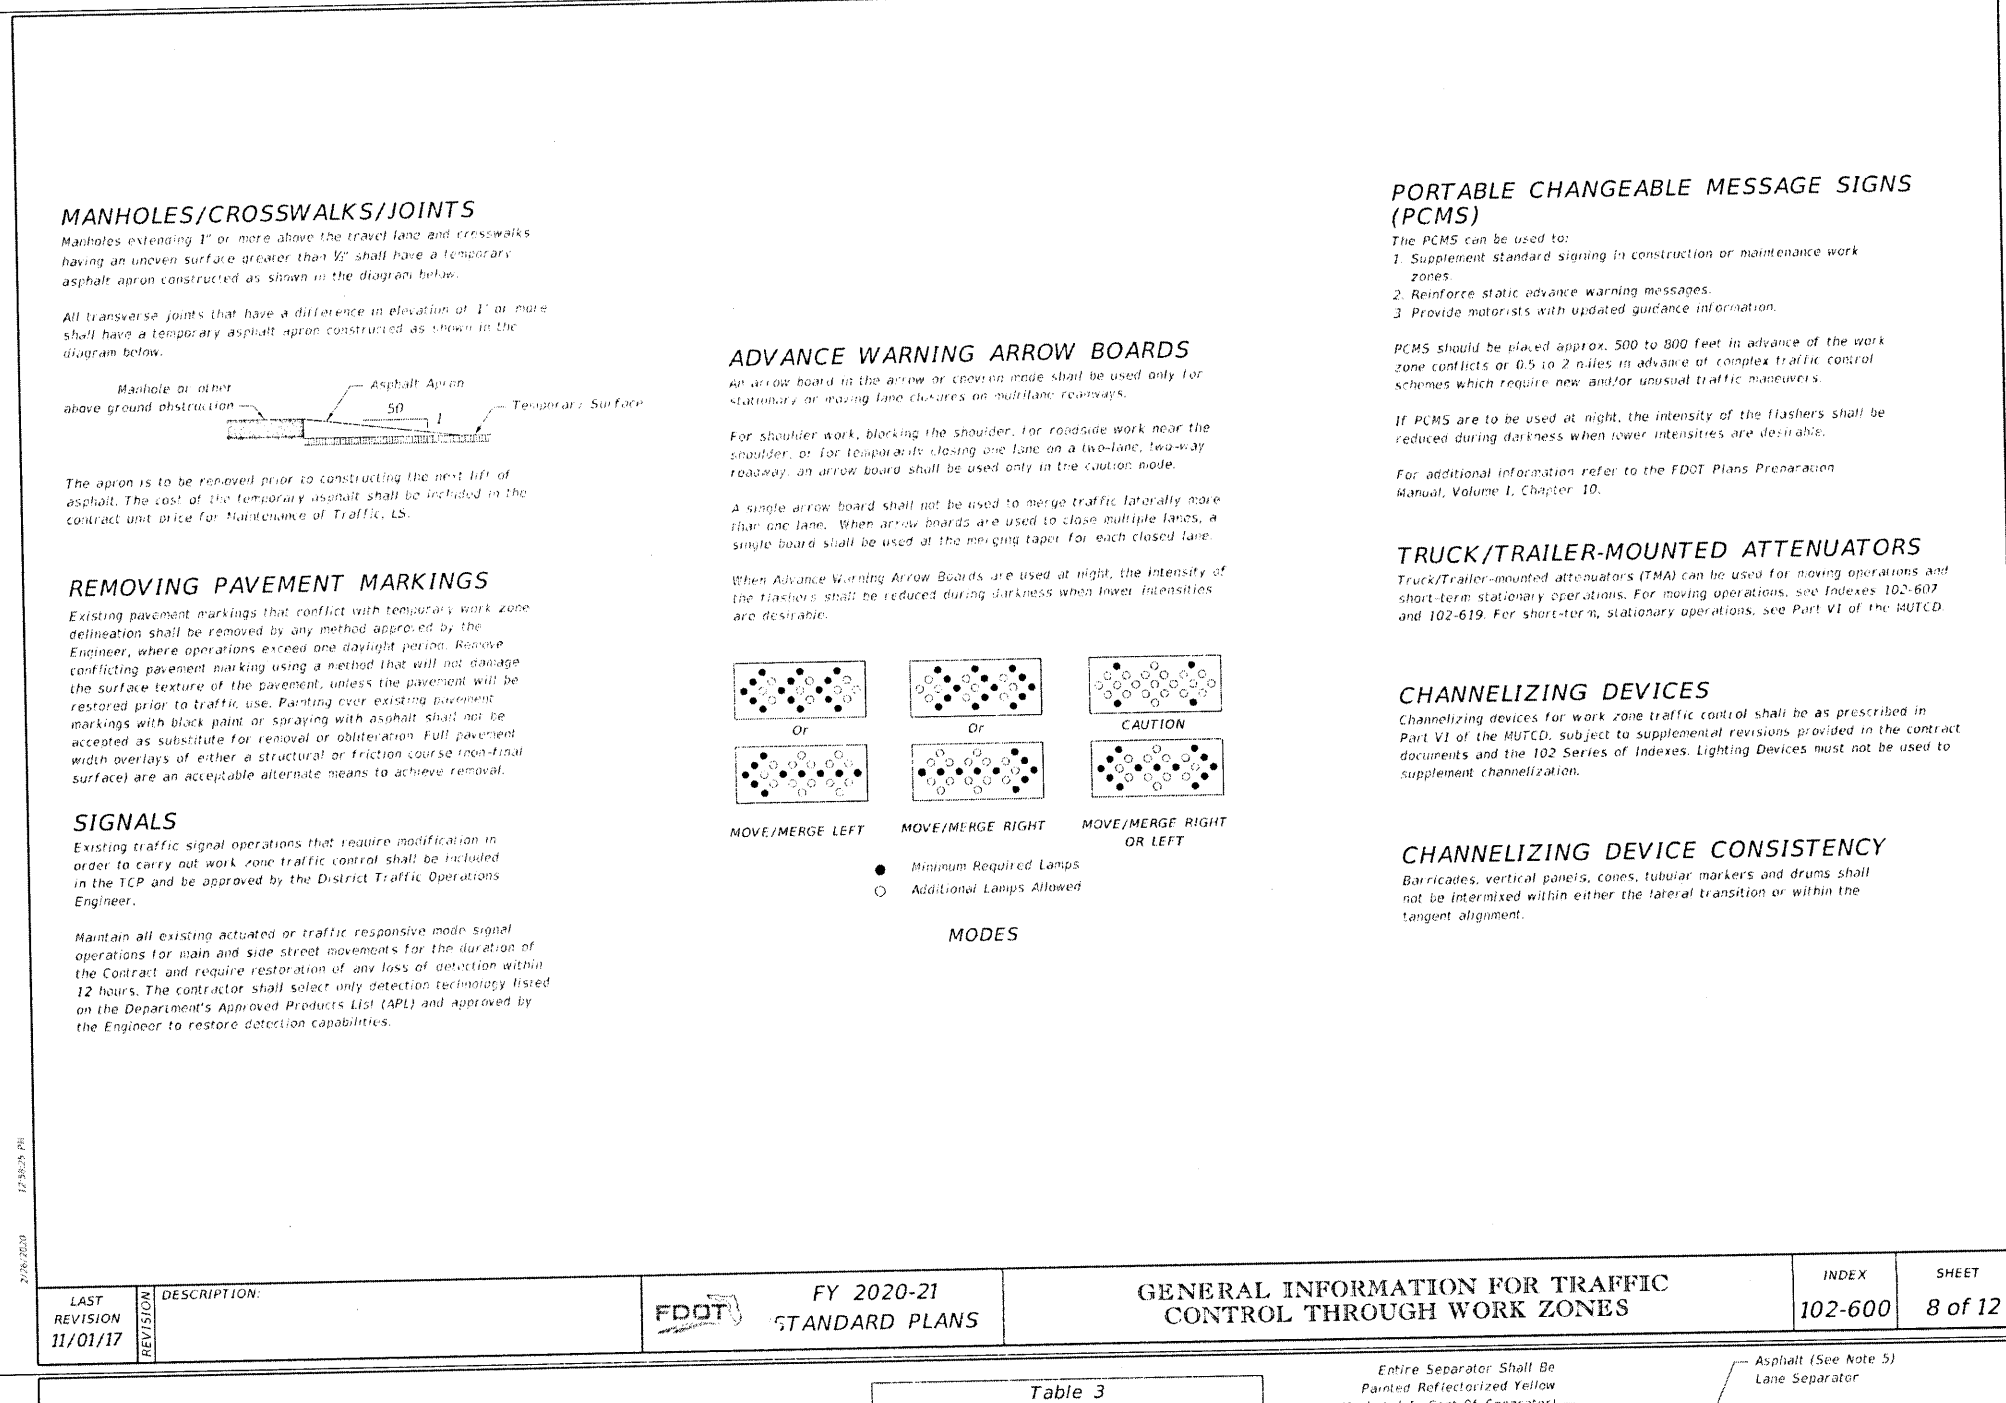 MANHOLES/CROSSWALKS/JOINTS
Manholes extending 1" or more above the travel lane and crosswalks
having an uneven surface greater than ½" shall have a temporary
asphalt apron constructed as shown in the diagram below.
All transverse joints that have a difference in elevation of 1" or more
shall have a temporary asphalt apron constructed as shown in the
diagram below.
Manhole or other
above ground obstruction
Asphalt Apron
50
1
Temporary Surface
The apron is to be removed prior to constructing the next lift of
asphalt. The cost of the temporary asphalt shall be included in the
contract unit price for Maintenance of Traffic, LS.
REMOVING PAVEMENT MARKINGS
Existing pavement markings that conflict with temporary work zone
delineation shall be removed by any method approved by the
Engineer, where operations exceed one daylight period. Remove
conflicting pavement marking using a method that will not damage
the surface texture of the pavement, unless the pavement will be
restored prior to traffic use. Painting over existing pavement
markings with black paint or spraying with asphalt shall not be
accepted as substitute for removal or obliteration. Full pavement
width overlays of either a structural or friction course (non-final
surface) are an acceptable alternate means to achieve removal.
SIGNALS
Existing traffic signal operations that require modification in
order to carry out work zone traffic control shall be included
in the TCP and be approved by the District Traffic Operations
Engineer.
Maintain all existing actuated or traffic responsive mode signal
operations for main and side street movements for the duration of
the Contract and require restoration of any loss of detection within
12 hours. The contractor shall select only detection technology listed
on the Department's Approved Products List (APL) and approved by
the Engineer to restore detection capabilities.
ADVANCE WARNING ARROW BOARDS
An arrow board in the arrow or chevron mode shall be used only for
stationary or moving lane closures on multilane roadways.
For shoulder work, blocking the shoulder, for roadside work near the
shoulder, or for temporarily closing one lane on a two-lane, two-way
roadway, an arrow board shall be used only in the caution mode.
A single arrow board shall not be used to merge traffic laterally more
than one lane. When arrow boards are used to close multiple lanes, a
single board shall be used at the merging taper for each closed lane.
When Advance Warning Arrow Boards are used at night, the intensity of
the flashers shall be reduced during darkness when lower intensities
are desirable.
Or
Or
CAUTION
MOVE/MERGE LEFT
MOVE/MERGE RIGHT
MOVE/MERGE RIGHT
OR LEFT
Minimum Required Lamps
Additional Lamps Allowed
MODES
PORTABLE CHANGEABLE MESSAGE SIGNS
(PCMS)
The PCMS can be used to:
1. Supplement standard signing in construction or maintenance work
zones.
2. Reinforce static advance warning messages.
3 Provide motorists with updated guidance information.
PCMS should be placed approx. 500 to 800 feet in advance of the work
zone conflicts or 0.5 to 2 miles in advance of complex traffic control
schemes which require new and/or unusual traffic maneuvers.
If PCMS are to be used at night, the intensity of the flashers shall be
reduced during darkness when lower intensities are desirable.
For additional information refer to the FDOT Plans Preparation
Manual, Volume I, Chapter 10.
TRUCK/TRAILER-MOUNTED ATTENUATORS
Truck/Trailer-mounted attenuators (TMA) can be used for moving operations and
short-term stationary operations. For moving operations, see Indexes 102-607
and 102-619. For short-term, stationary operations, see Part VI of the MUTCD.
CHANNELIZING DEVICES
Channelizing devices for work zone traffic control shall be as prescribed in
Part VI of the MUTCD, subject to supplemental revisions provided in the contract
documents and the 102 Series of Indexes. Lighting Devices must not be used to
supplement channelization.
CHANNELIZING DEVICE CONSISTENCY
Barricades, vertical panels, cones, tubular markers and drums shall
not be intermixed within either the lateral transition or within the
tangent alignment.
2/26/2020 12:58:25 PM
LAST
REVISION
11/01/17
REVISION
DESCRIPTION:
FDOT
FY 2020-21
STANDARD PLANS
GENERAL INFORMATION FOR TRAFFIC
CONTROL THROUGH WORK ZONES
INDEX
102-600
SHEET
8 of 12
Table 3
Entire Separator Shall Be
Painted Reflectorized Yellow
Asphalt (See Note 5)
Lane Separator